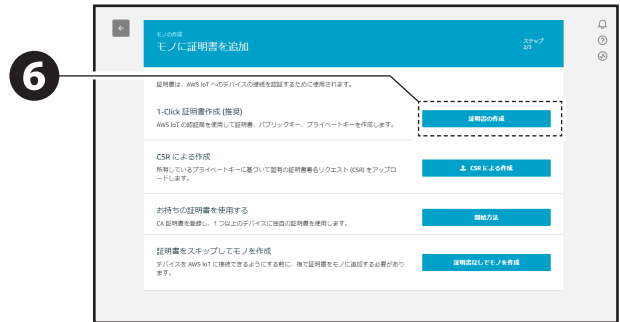 モノの作成
モノに証明書を追加
ステップ
2/3
6
証明書は、AWS IoT へのデバイスの接続を認証するために使用されます。
1-Click 証明書作成 (推奨)
AWS IoT の認証局を使用して証明書、パブリックキー、プライベートキーを作成します。
証明書の作成
CSR による作成
所有しているプライベートキーに基づいて固有の証明書署名リクエスト (CSR) をアップロ
ードします。
CSR による作成
お持ちの証明書を使用する
CA 証明書を登録し、1 つ以上のデバイスに独自の証明書を使用します。
開始方法
証明書をスキップしてモノを作成
デバイスを AWS IoT に接続できるようにする前に、後で証明書をモノに追加する必要があり
ます。
証明書なしでモノを作成